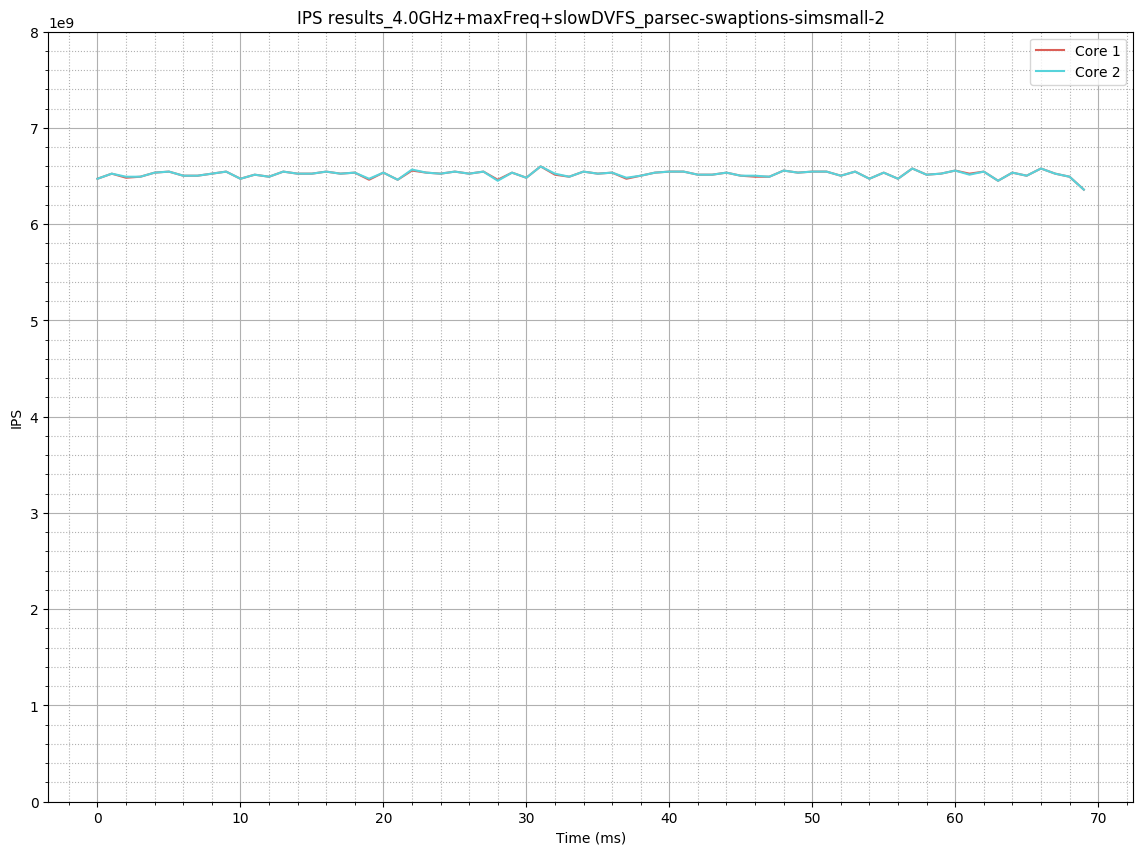 IPS results_4.0GHz+maxFreq+slowDVFS_parsec-swaptions-simsmall-2
1e9
Core 1
Core 2
8
7
6
5
4
3
2
1
0
IPS
0 10 20 30 40 50 60 70
Time (ms)